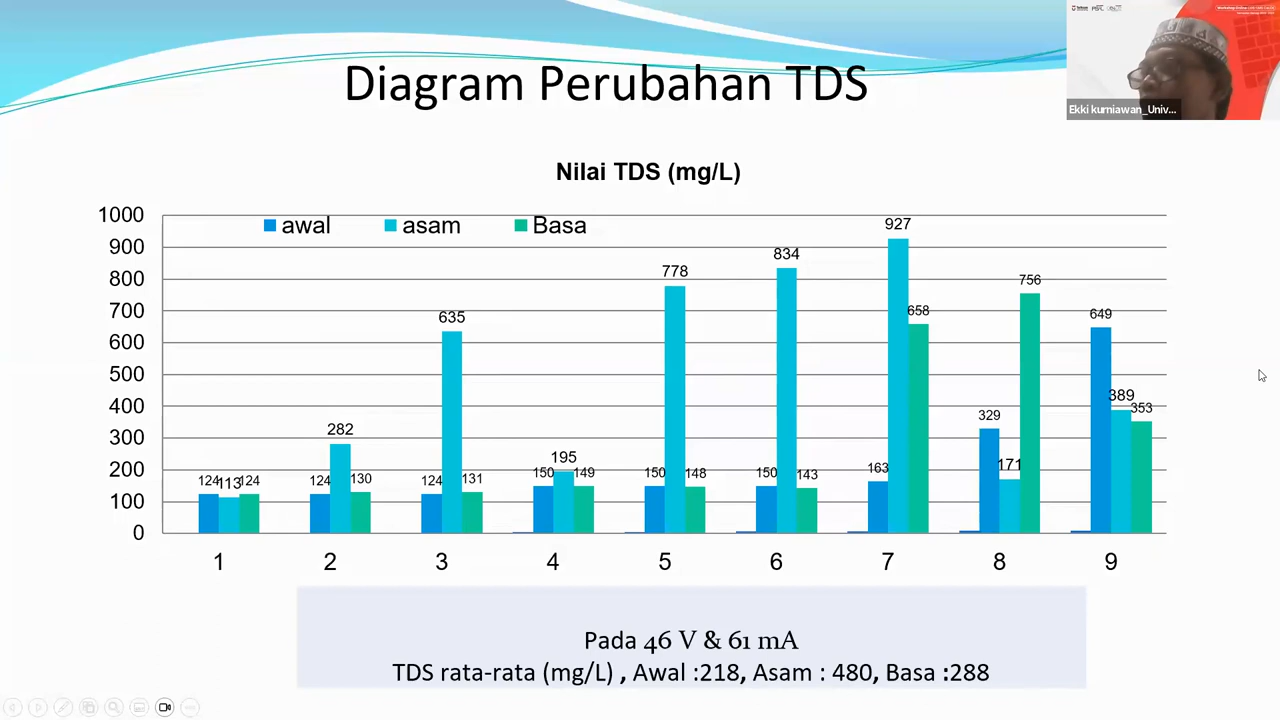 Diagram Perubahan TDS
Ekki kurniawan_Univ...
Nilai TDS (mg/L)
awal asam Basa
1000
900
800
700
600
500
400
300
200
100
0
124 113 124
124 282 130
124 635 131
150 195 149
150 778 148
150 834 143
163 927 658
329 171 756
649 389 353
1 2 3 4 5 6 7 8 9
Pada 46 V & 61 mA
TDS rata-rata (mg/L) , Awal :218, Asam : 480, Basa :288